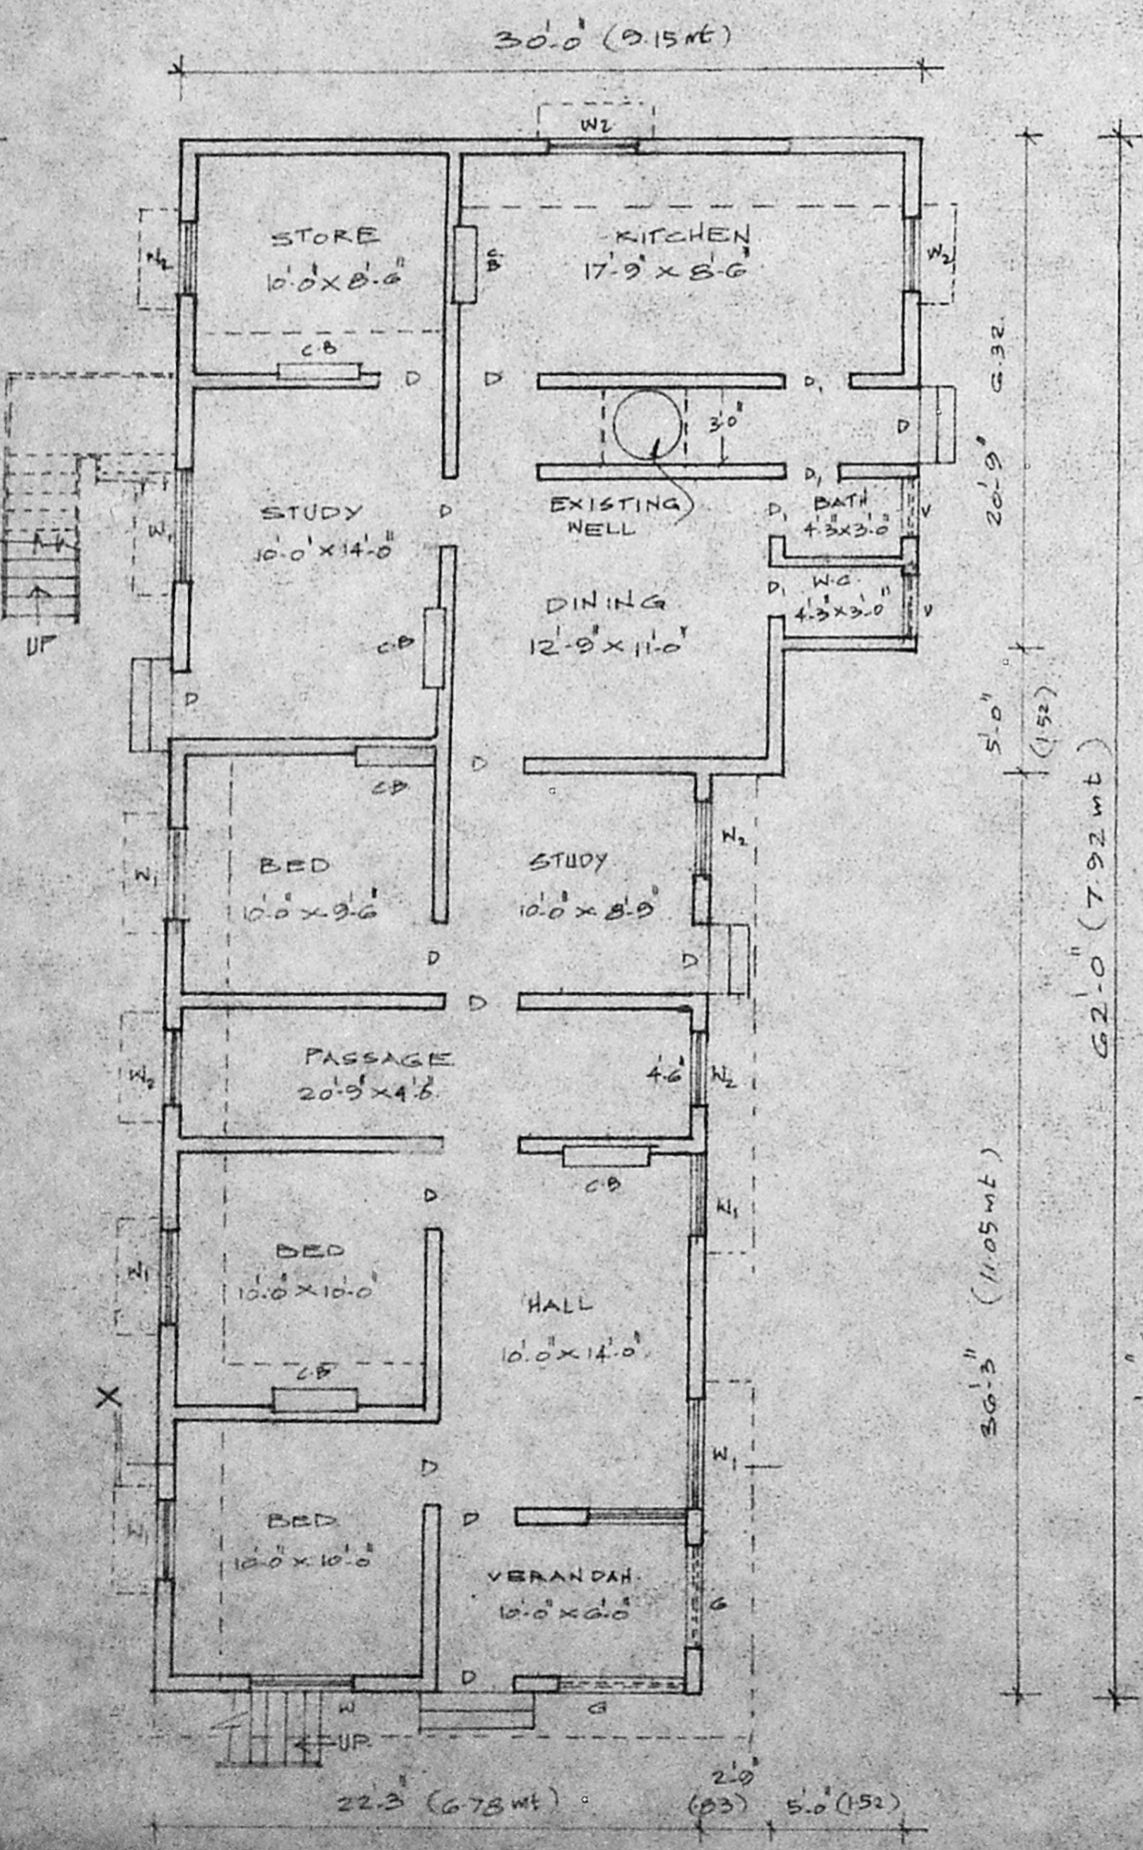 30'-0" (9.15 mt)
W2
STORE
10'-0" x 8'-6"
C.B
KITCHEN
17'-9" x 8'-6"
C
B
W2
W2
D
D
D1
3'-0"
D
D1
EXISTING
WELL
BATH
4'-3" x 3'-0"
D1
V
W.C.
4'-3" x 3'-0"
D1
V
STUDY
10'-0" x 14'-0"
W1
D
C.B
D
UP
DINING
12'-9" x 11'-0"
D
C.B
BED
10'-0" x 9'-6"
W1
D
STUDY
10'-0" x 8'-9"
W2
D
D
PASSAGE
20'-9" x 4'-6"
4'-6"
W2
W2
C.B
D
W1
BED
10'-0" x 10'-0"
W1
C.B
HALL
10'-0" x 14'-0"
X
W1
D
BED
10'-0" x 10'-0"
D
VERANDAH
10'-0" x 6'-0"
G
D
G
W
UP
22'.3" (6.78 mt)
2'-9"
(.83)
5'-0" (1.52)
20'-9" 6.32
5'-0"
(1.52)
36'-3" (11.05 mt)
62'-0" (7.92 mt)